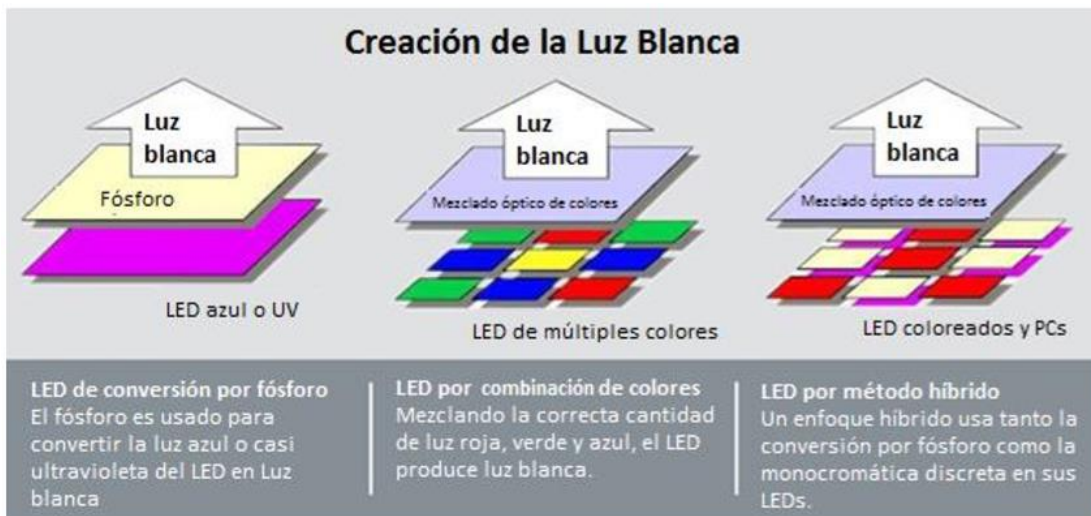 Creación de la Luz Blanca
Luz
blanca
Fósforo
LED azul o UV
Luz
blanca
Mezclado óptico de colores
LED de múltiples colores
Luz
blanca
Mezclado óptico de colores
LED coloreados y PCs
LED de conversión por fósforo
El fósforo es usado para
convertir la luz azul o casi
ultravioleta del LED en Luz
blanca
LED por combinación de colores
Mezclando la correcta cantidad
de luz roja, verde y azul, el LED
produce luz blanca.
LED por método híbrido
Un enfoque híbrido usa tanto la
conversión por fósforo como la
monocromática discreta en sus
LEDs.